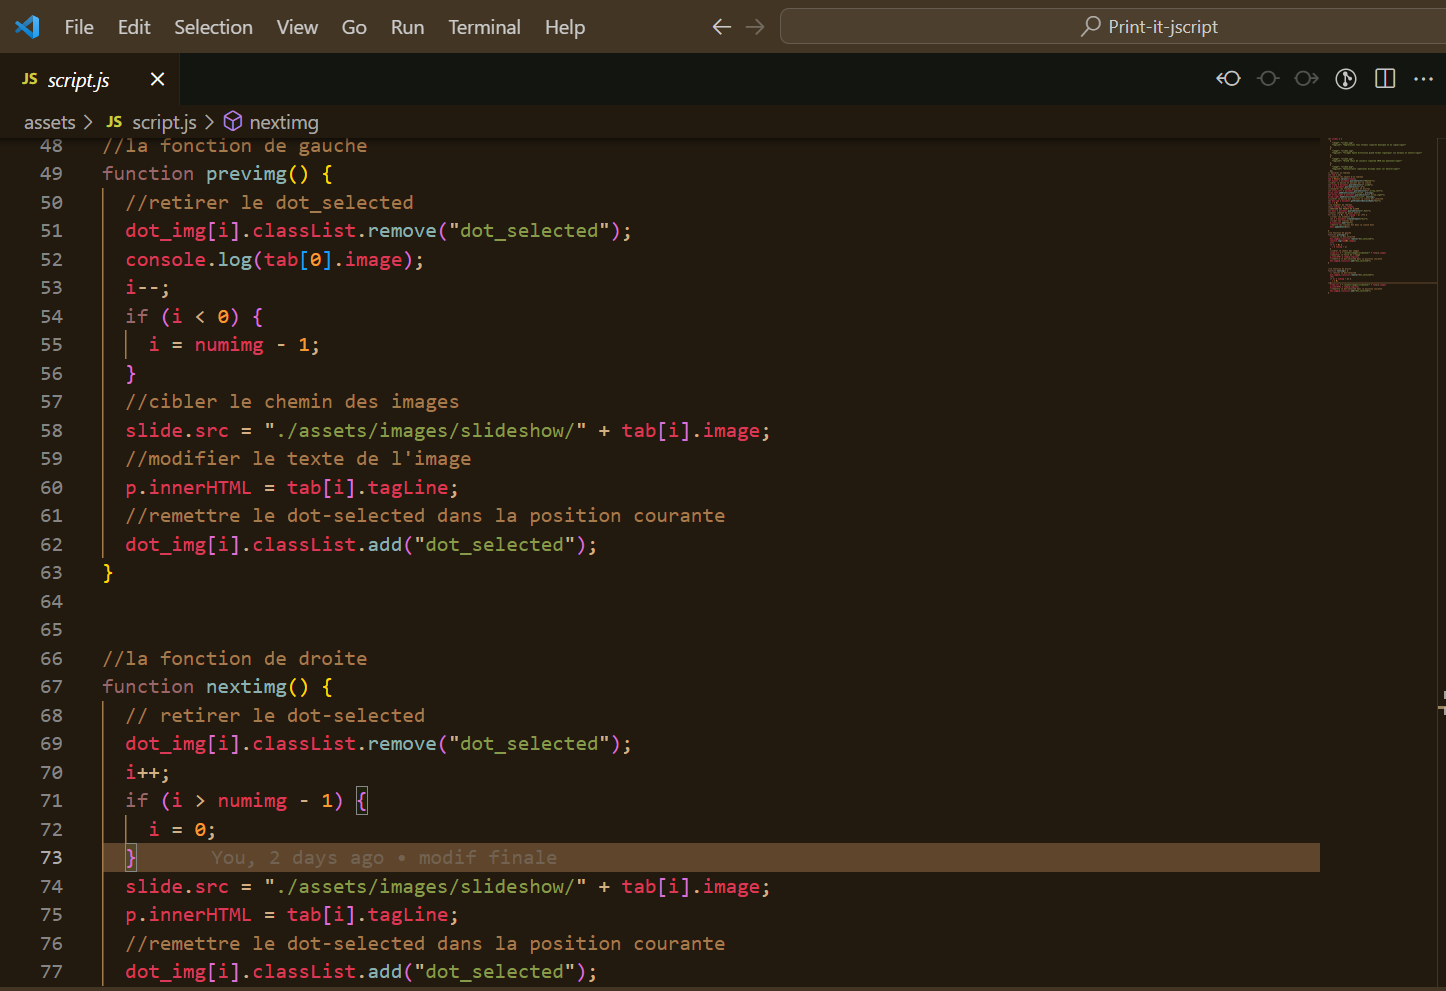 File Edit Selection View Go Run Terminal Help Print-it-jscript
JS script.js
assets > JS script.js > nextimg
48 //la fonction de gauche
49 function previmg() {
50 //retirer le dot_selected
51 dot_img[i].classList.remove("dot_selected");
52 console.log(tab[0].image);
53 i--;
54 if (i < 0) {
55 i = numimg - 1;
56 }
57 //cibler le chemin des images
58 slide.src = "./assets/images/slideshow/" + tab[i].image;
59 //modifier le texte de l'image
60 p.innerHTML = tab[i].tagLine;
61 //remettre le dot-selected dans la position courante
62 dot_img[i].classList.add("dot_selected");
63 }
64
65
66 //la fonction de droite
67 function nextimg() {
68 // retirer le dot-selected
69 dot_img[i].classList.remove("dot_selected");
70 i++;
71 if (i > numimg - 1) {
72 i = 0;
73 } You, 2 days ago • modif finale
74 slide.src = "./assets/images/slideshow/" + tab[i].image;
75 p.innerHTML = tab[i].tagLine;
76 //remettre le dot-selected dans la position courante
77 dot_img[i].classList.add("dot_selected");